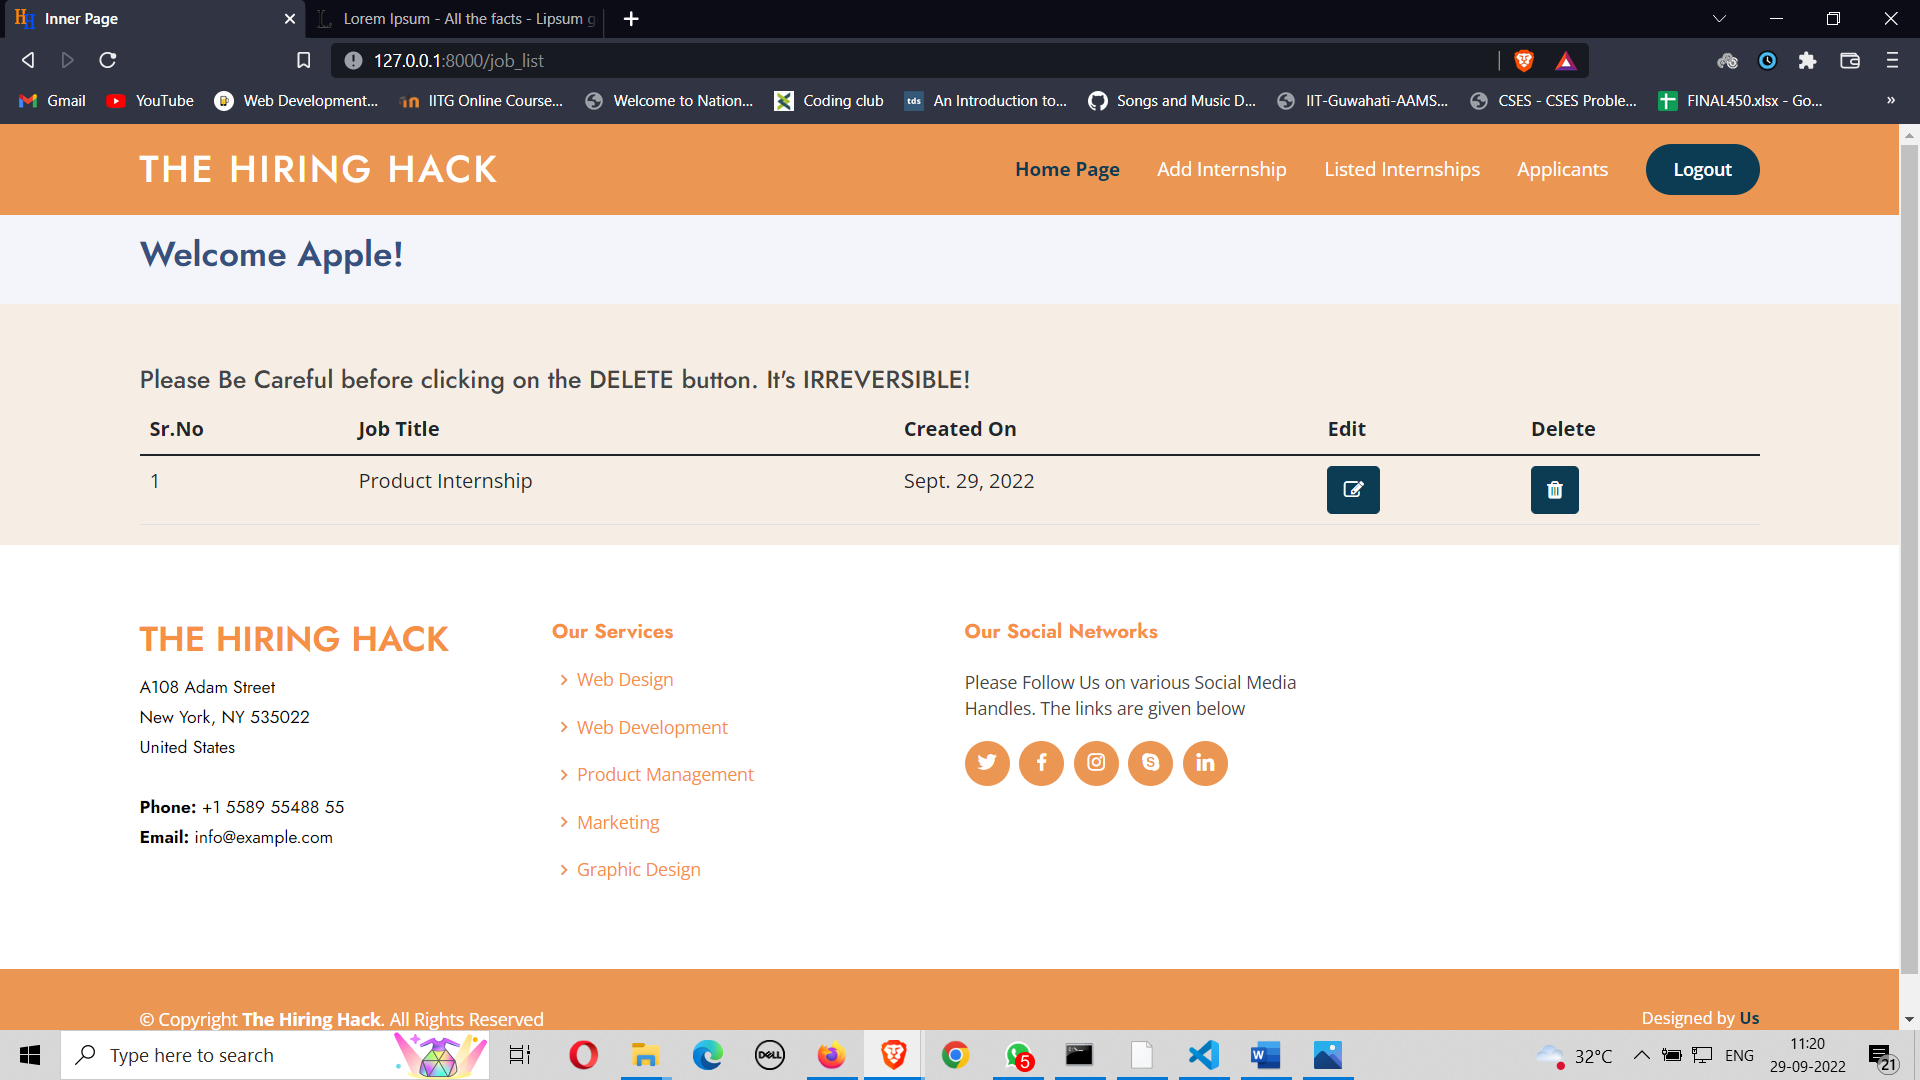 Inner Page
Lorem Ipsum - All the facts - Lipsum g
127.0.0.1:8000/job_list
Gmail
YouTube
Web Development...
IITG Online Course...
Welcome to Nation...
Coding club
tds
An Introduction to...
Songs and Music D...
IIT-Guwahati-AAMS...
CSES - CSES Proble...
FINAL450.xlsx - Go...
»
THE HIRING HACK
Home Page
Add Internship
Listed Internships
Applicants
Logout
Welcome Apple!
Please Be Careful before clicking on the DELETE button. It's IRREVERSIBLE!
Sr.No Job Title Created On Edit Delete
1 Product Internship Sept. 29, 2022
THE HIRING HACK
A108 Adam Street
New York, NY 535022
United States
Phone: +1 5589 55488 55
Email: info@example.com
Our Services
Web Design
Web Development
Product Management
Marketing
Graphic Design
Our Social Networks
Please Follow Us on various Social Media
Handles. The links are given below
© Copyright The Hiring Hack. All Rights Reserved
Designed by Us
Type here to search
DELL
5
32°C
ENG
11:20
29-09-2022
21